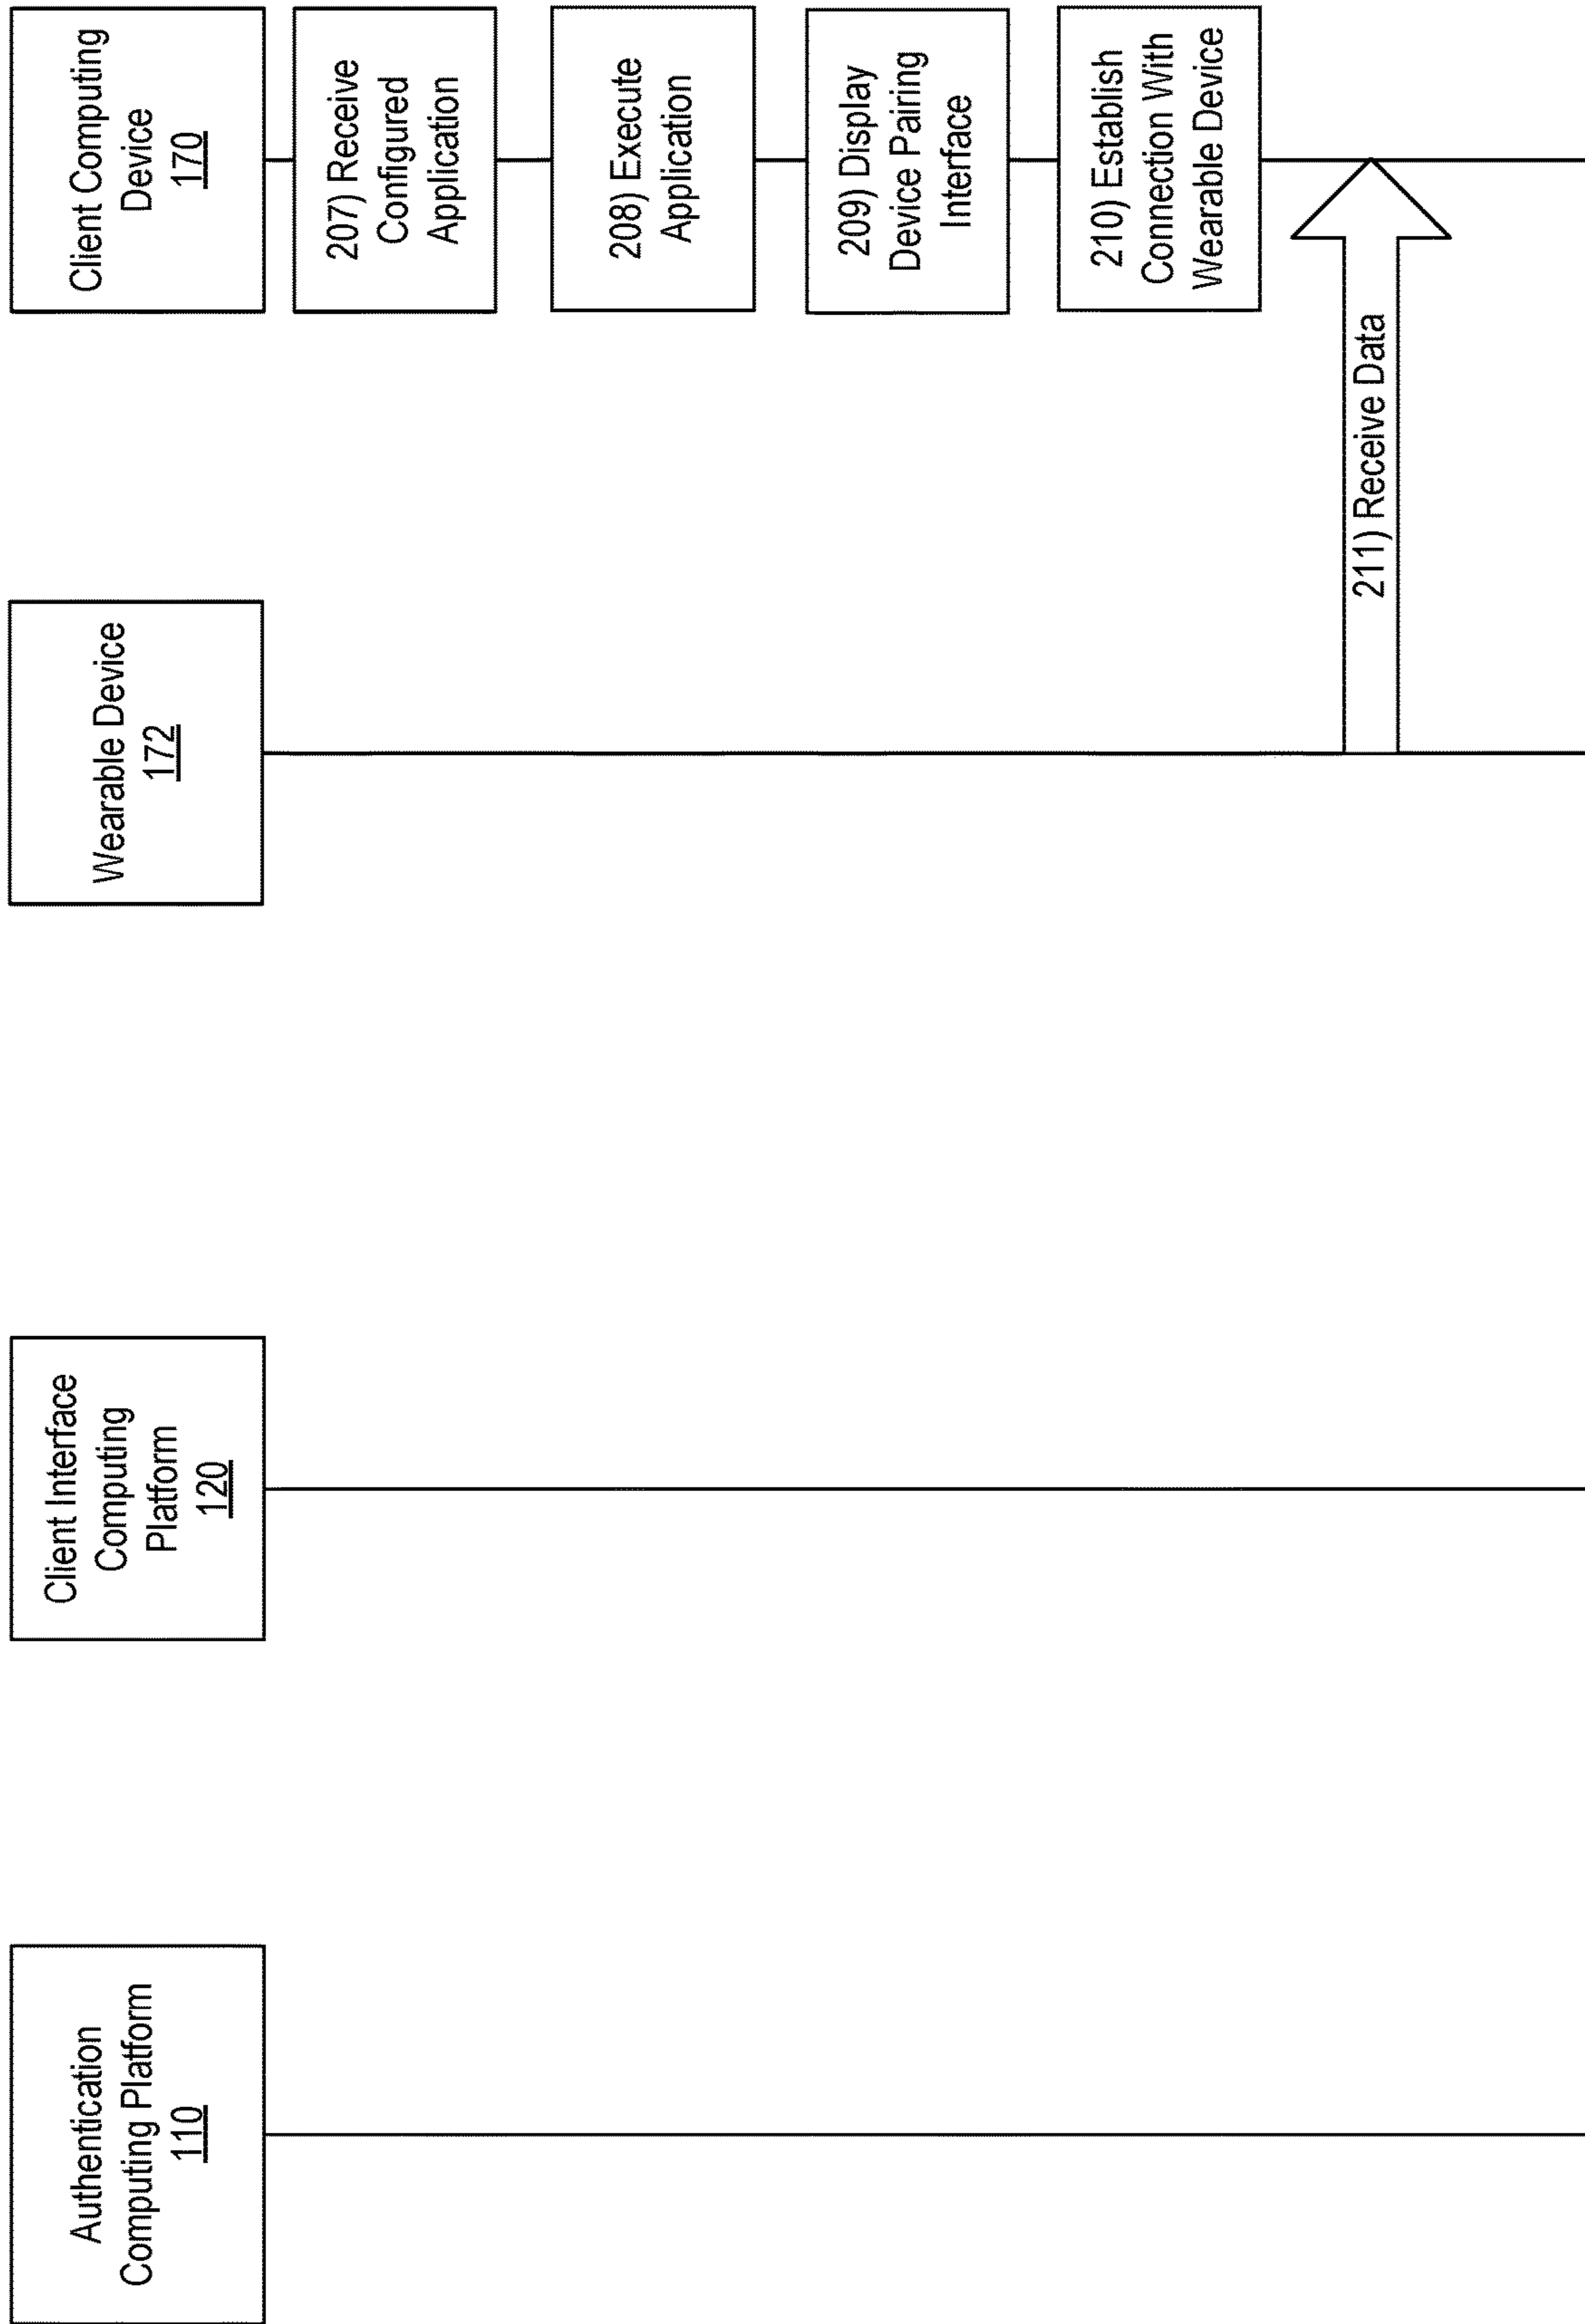 Authentication
Computing Platform
110
Client Interface
Computing
Platform
120
Wearable Device
172
Client Computing
Device
170
207) Receive
Configured
Application
208) Execute
Application
209) Display
Device Pairing
Interface
210) Establish
Connection With
Wearable Device
211) Receive Data